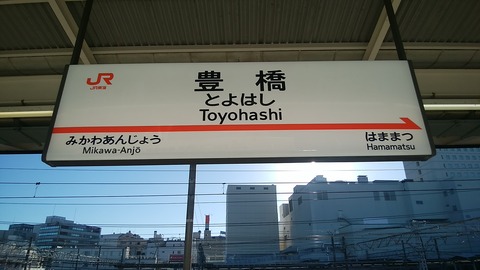 JR
JR東海
豊橋
とよはし
Toyohashi
みかわあんじょう
Mikawa-Anjō
はままつ
Hamamatsu